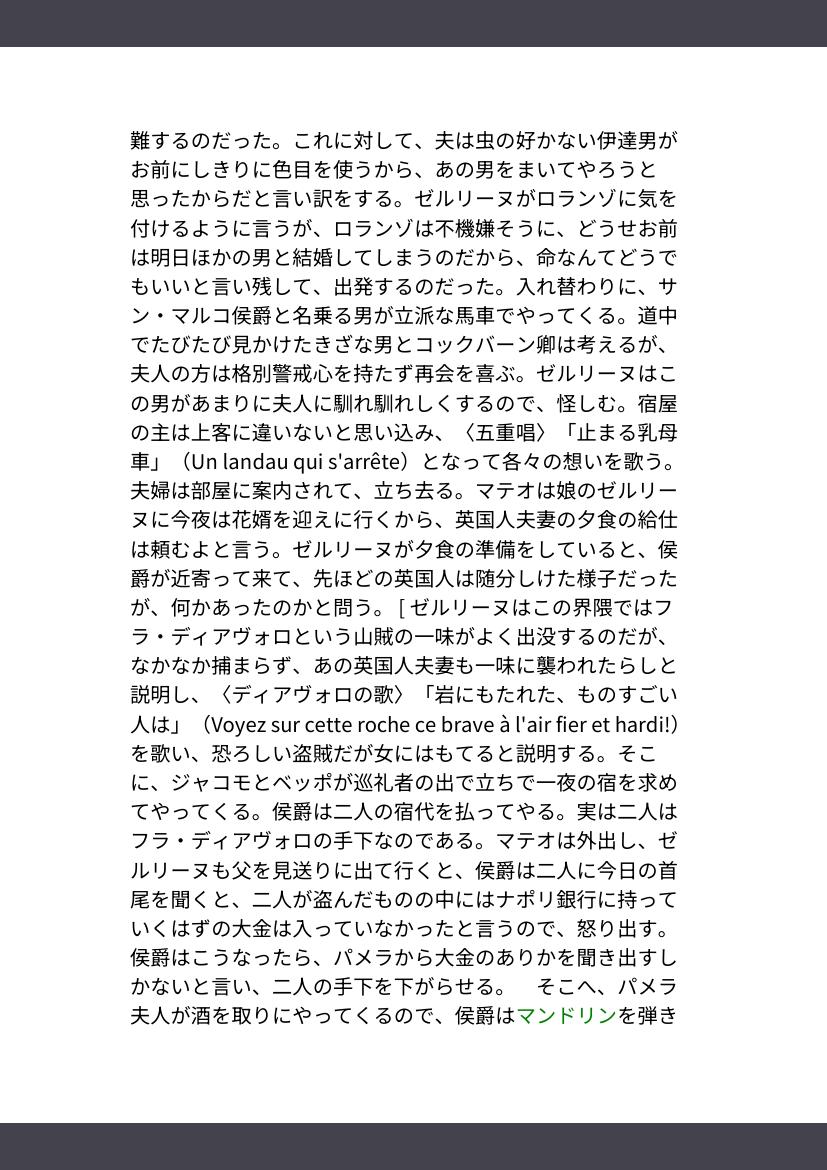 難するのだった。これに対して、夫は虫の好かない伊達男が
お前にしきりに色目を使うから、あの男をまいてやろうと
思ったからだと言い訳をする。ゼルリーヌがロランゾに気を
付けるように言うが、ロランゾは不機嫌そうに、どうせお前
は明日ほかの男と結婚してしまうのだから、命なんてどうで
もいいと言い残して、出発するのだった。入れ替わりに、サ
ン・マルコ侯爵と名乗る男が立派な馬車でやってくる。道中
でたびたび見かけたきざな男とコックバーン卿は考えるが、
夫人の方は格別警戒心を持たず再会を喜ぶ。ゼルリーヌはこ
の男があまりに夫人に馴れ馴れしくするので、怪しむ。宿屋
の主は上客に違いないと思い込み、〈五重唱〉「止まる乳母
車」（Un landau qui s'arrête）となって各々の想いを歌う。
夫婦は部屋に案内されて、立ち去る。マテオは娘のゼルリー
ヌに今夜は花婿を迎えに行くから、英国人夫妻の夕食の給仕
は頼むよと言う。ゼルリーヌが夕食の準備をしていると、侯
爵が近寄って来て、先ほどの英国人は随分しけた様子だった
が、何かあったのかと問う。 [ ゼルリーヌはこの界隈ではフ
ラ・ディアヴォロという山賊の一味がよく出没するのだが、
なかなか捕まらず、あの英国人夫妻も一味に襲われたらしと
説明し、〈ディアヴォロの歌〉「岩にもたれた、ものすごい
人は」（Voyez sur cette roche ce brave à l'air fier et hardi!）
を歌い、恐ろしい盗賊だが女にはもてると説明する。そこ
に、ジャコモとベッポが巡礼者の出で立ちで一夜の宿を求め
てやってくる。侯爵は二人の宿代を払ってやる。実は二人は
フラ・ディアヴォロの手下なのである。マテオは外出し、ゼ
ルリーヌも父を見送りに出て行くと、侯爵は二人に今日の首
尾を聞くと、二人が盗んだものの中にはナポリ銀行に持って
いくはずの大金は入っていなかったと言うので、怒り出す。
侯爵はこうなったら、パメラから大金のありかを聞き出すし
かないと言い、二人の手下を下がらせる。　そこへ、パメラ
夫人が酒を取りにやってくるので、侯爵はマンドリンを弾き